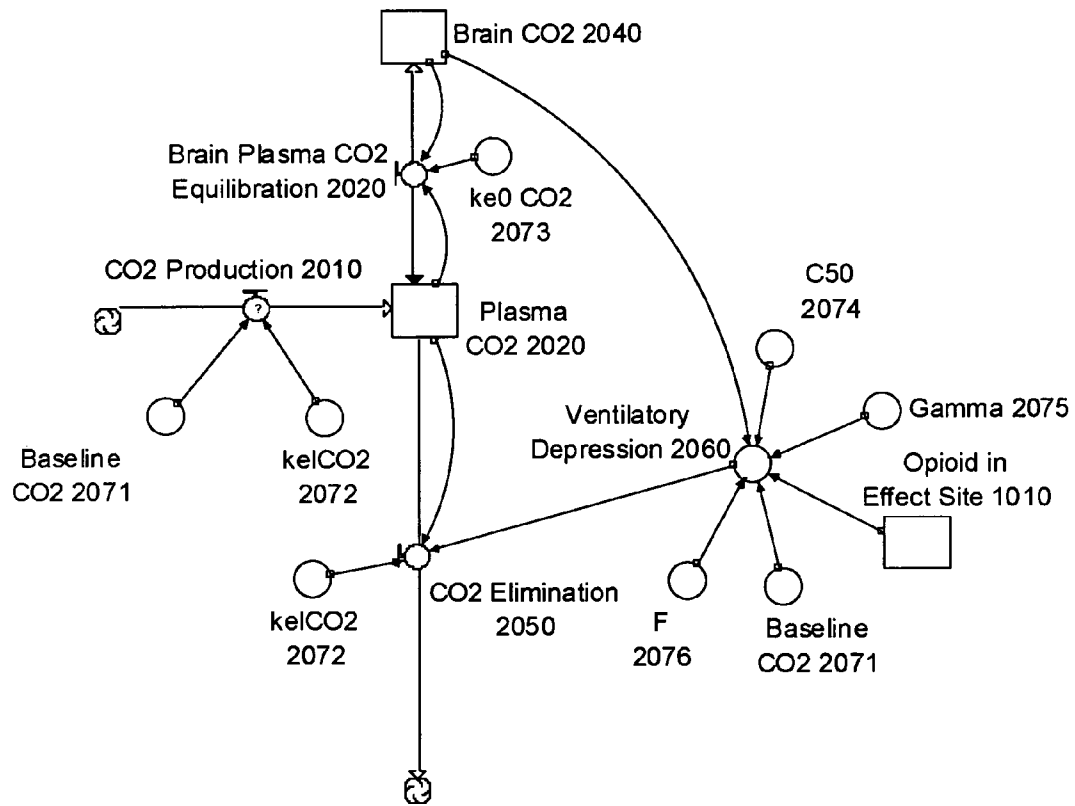 Brain CO2 2040
Brain Plasma CO2
Equilibration 2020
ke0 CO2
2073
CO2 Production 2010
?
Plasma
CO2 2020
C50
2074
Baseline
CO2 2071
kelCO2
2072
Ventilatory
Depression 2060
Gamma 2075
Opioid in
Effect Site 1010
kelCO2
2072
CO2 Elimination
2050
F
2076
Baseline
CO2 2071